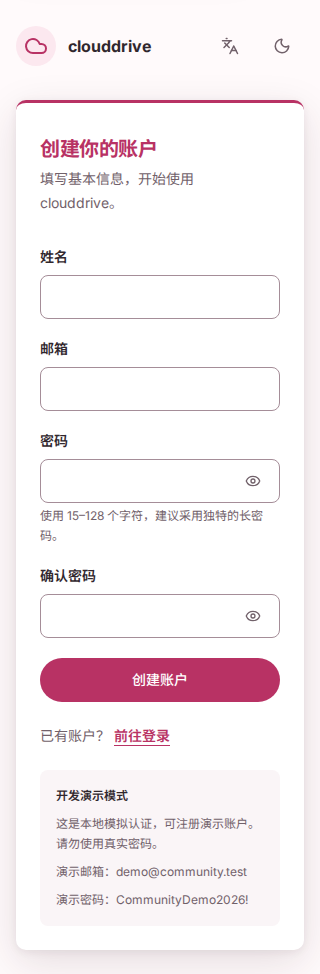 clouddrive
创建你的账户
填写基本信息，开始使用
clouddrive。
姓名
邮箱
密码
使用 15–128 个字符，建议采用独特的长密
码。
确认密码
创建账户
已有账户？ 前往登录
开发演示模式
这是本地模拟认证，可注册演示账户。
请勿使用真实密码。
演示邮箱：demo@community.test
演示密码：CommunityDemo2026!